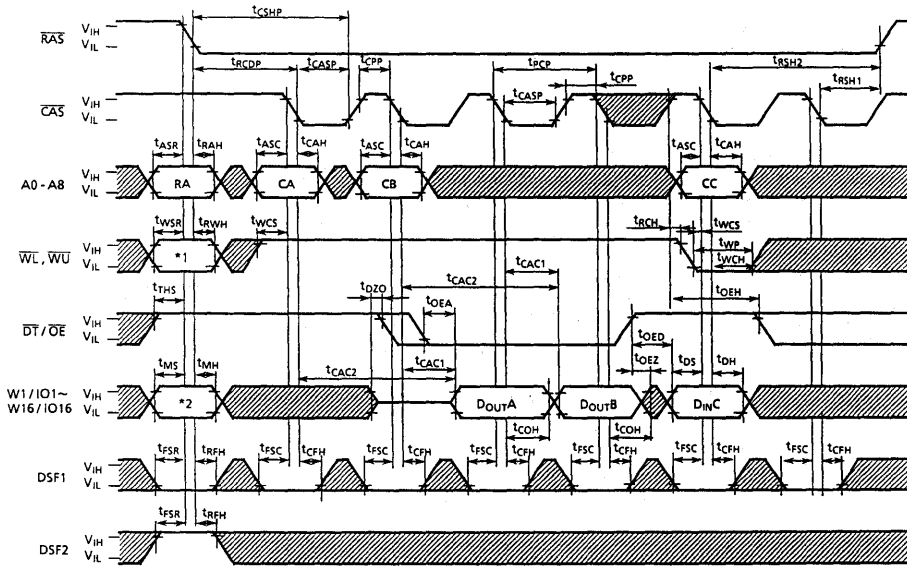 tCSHP
RAS VIH
VIL
tRCDP tCASP tCPP tPCP tCPP tRSH2
CAS VIH
VIL
tCASP tRSH1
tASR tRAH tASC tCAH tASC tCAH tASC tCAH
A0 - A8 VIH
VIL
RA CA CB CC
tWSR tRWH tWCS tRCH tWCS
WL, WU VIH
VIL
*1 tWP
tWCH
tCAC1
tCAC2
tTHS tDZO tOEA tOEH
DT / OE VIH
VIL
tOED
tOEZ
tMS tMH tCAC2 tCAC1 tDS tDH
W1/IO1~
W16/IO16
VIH
VIL
*2 DOUTA DOUTB DINC
tCOH tCOH
tFSR tRFH tFSC tCFH tFSC tCFH tFSC tCFH tFSC tCFH tFSC tCFH tFSC tCFH
DSF1 VIH
VIL
tFSR tRFH
DSF2 VIH
VIL